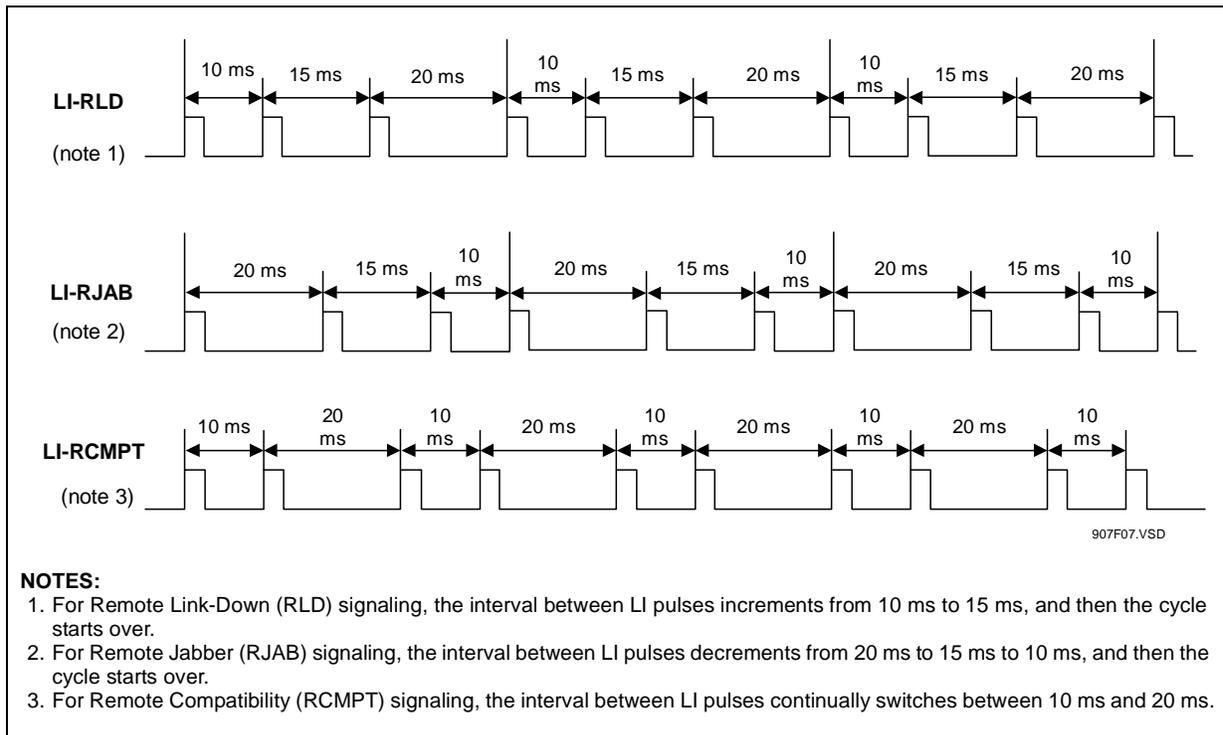 10 ms 15 ms 20 ms 10 ms 15 ms 20 ms 10 ms 15 ms 20 ms
LI-RLD
(note 1)
20 ms 15 ms 10 ms 20 ms 15 ms 10 ms 20 ms 15 ms 10 ms
LI-RJAB
(note 2)
10 ms 20 ms 10 ms 20 ms 10 ms 20 ms 10 ms 20 ms 10 ms
LI-RCMPT
(note 3)
907F07.VSD
NOTES:
1. For Remote Link-Down (RLD) signaling, the interval between LI pulses increments from 10 ms to 15 ms, and then the cycle
starts over.
2. For Remote Jabber (RJAB) signaling, the interval between LI pulses decrements from 20 ms to 15 ms to 10 ms, and then the
cycle starts over.
3. For Remote Compatibility (RCMPT) signaling, the interval between LI pulses continually switches between 10 ms and 20 ms.